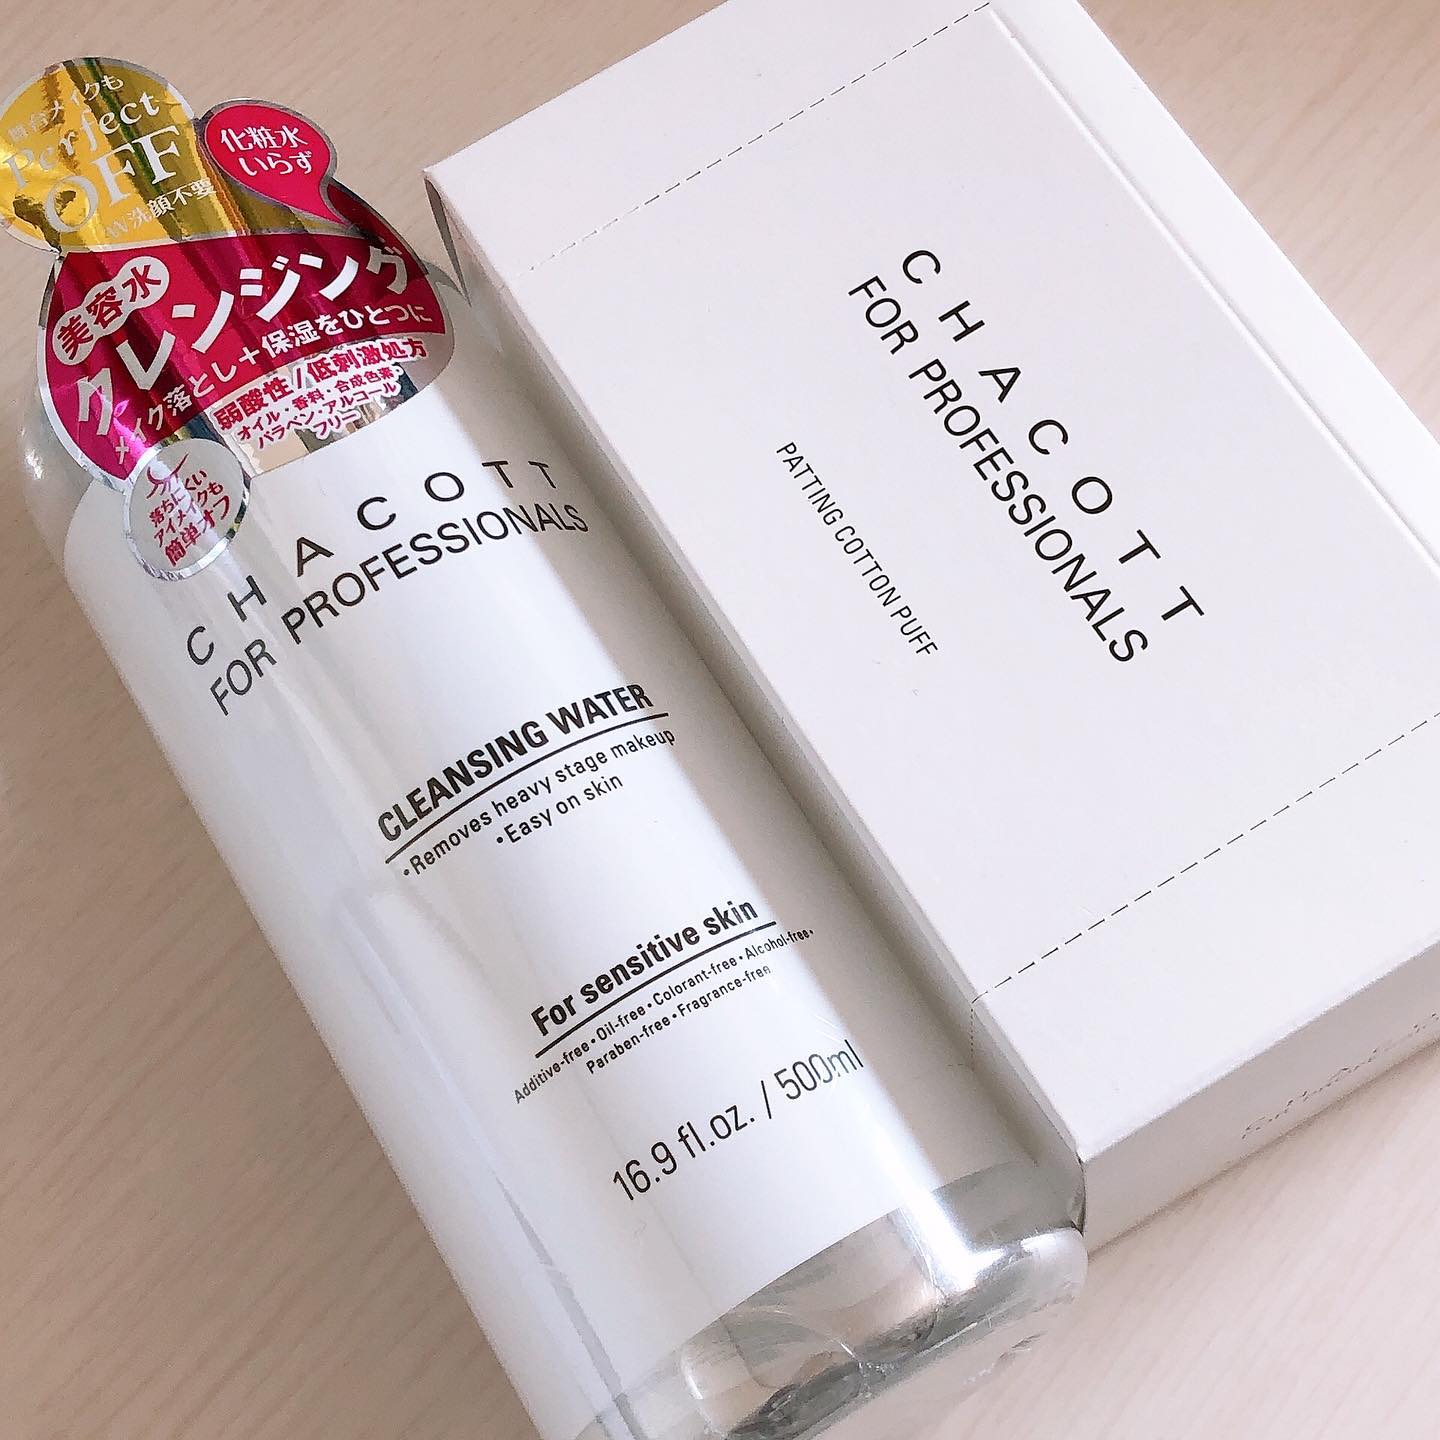 舞台メイクも
Perfect
OFF
W洗顔不要
化粧水
いらず
美容水
クレンジング
メイク落とし+保湿をひとつに
弱酸性/低刺激処方
オイル・香料・合成色素・
パラベン・アルコール
フリー
落ちにくい
アイメイクも
簡単オフ
CHACOTT
FOR PROFESSIONALS
CLEANSING WATER
・Removes heavy stage makeup
・Easy on skin
For sensitive skin
Additive-free・Oil-free・Colorant-free・Alcohol-free・
Paraben-free・Fragrance-free
16.9 fl.oz. / 500ml
CHACOTT
FOR PROFESSIONALS
PATTING COTTON PUFF